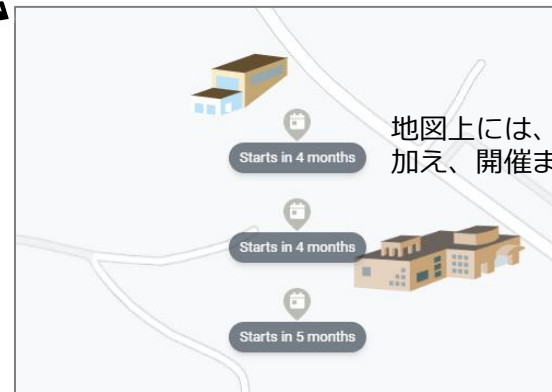 地図上には、
加え、開催ま
Starts in 4 months
Starts in 4 months
Starts in 5 months